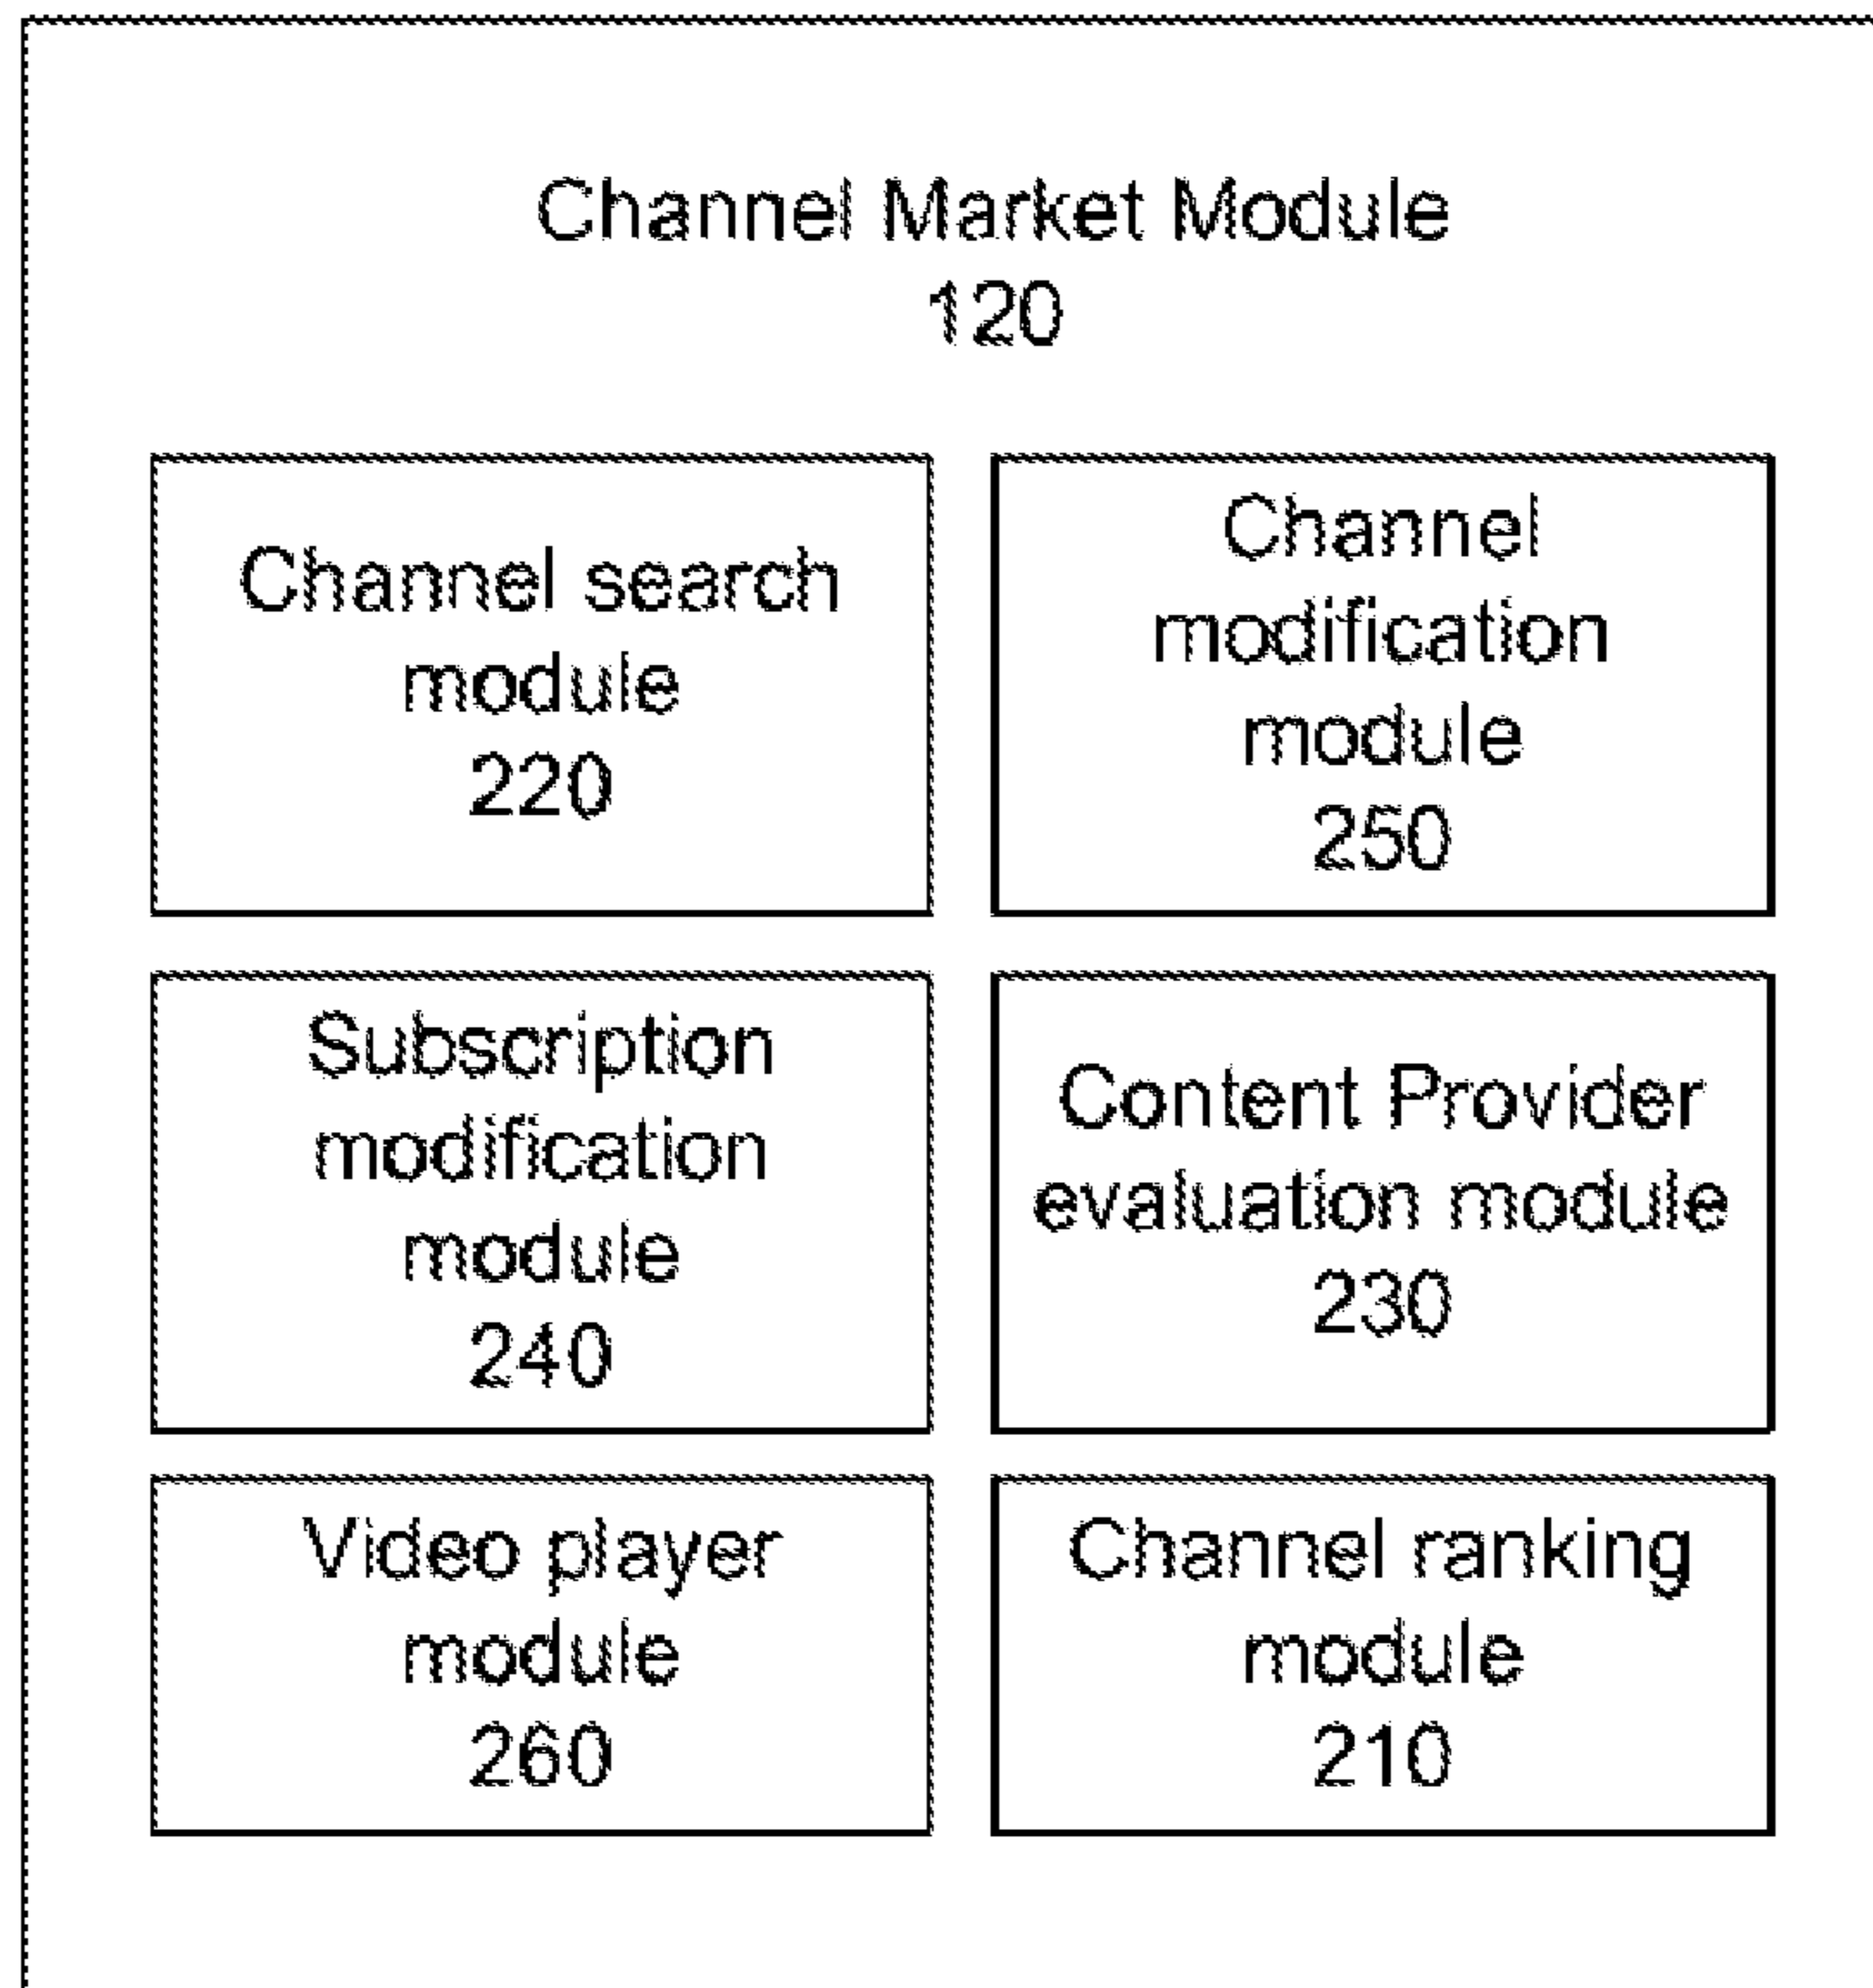 Channel Market Module
120
Channel search
module
220
Channel
modification
module
250
Subscription
modification
module
240
Content Provider
evaluation module
230
Video player
module
260
Channel ranking
module
210